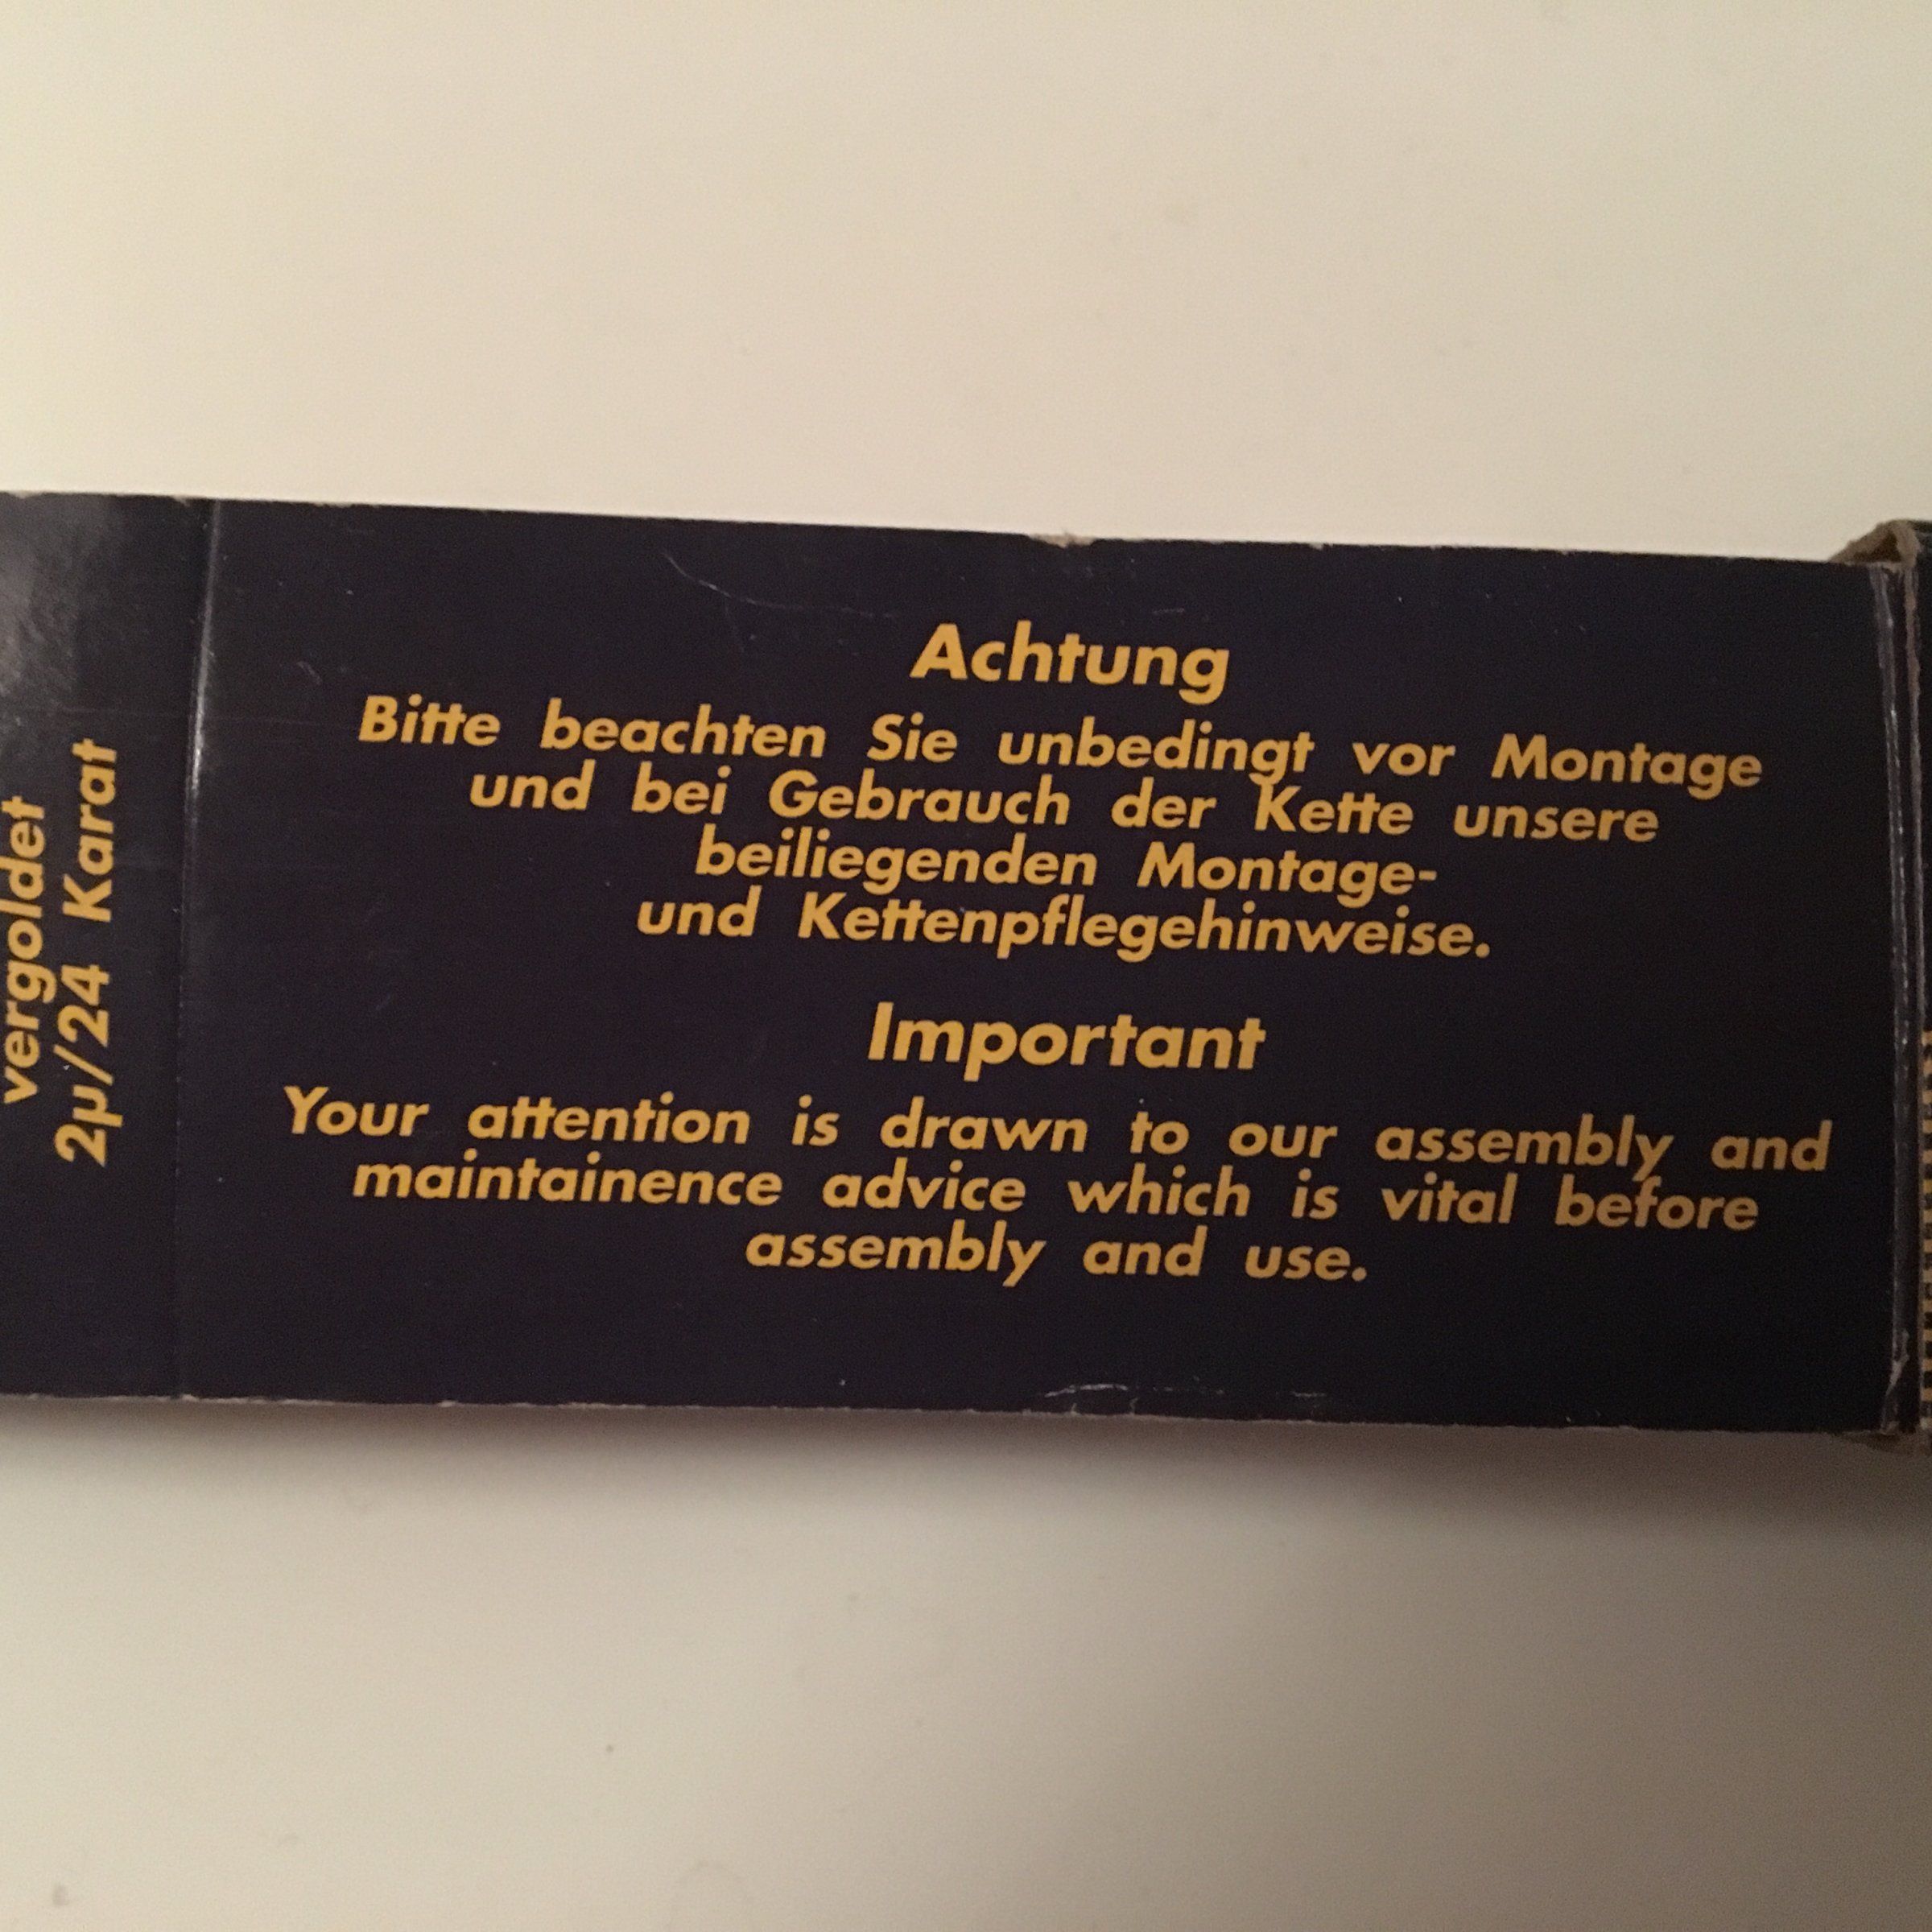 vergoldet
2µ/24 Karat
Achtung
Bitte beachten Sie unbedingt vor Montage
und bei Gebrauch der Kette unsere
beiliegenden Montage-
und Kettenpflegehinweise.
Important
Your attention is drawn to our assembly and
maintainence advice which is vital before
assembly and use.